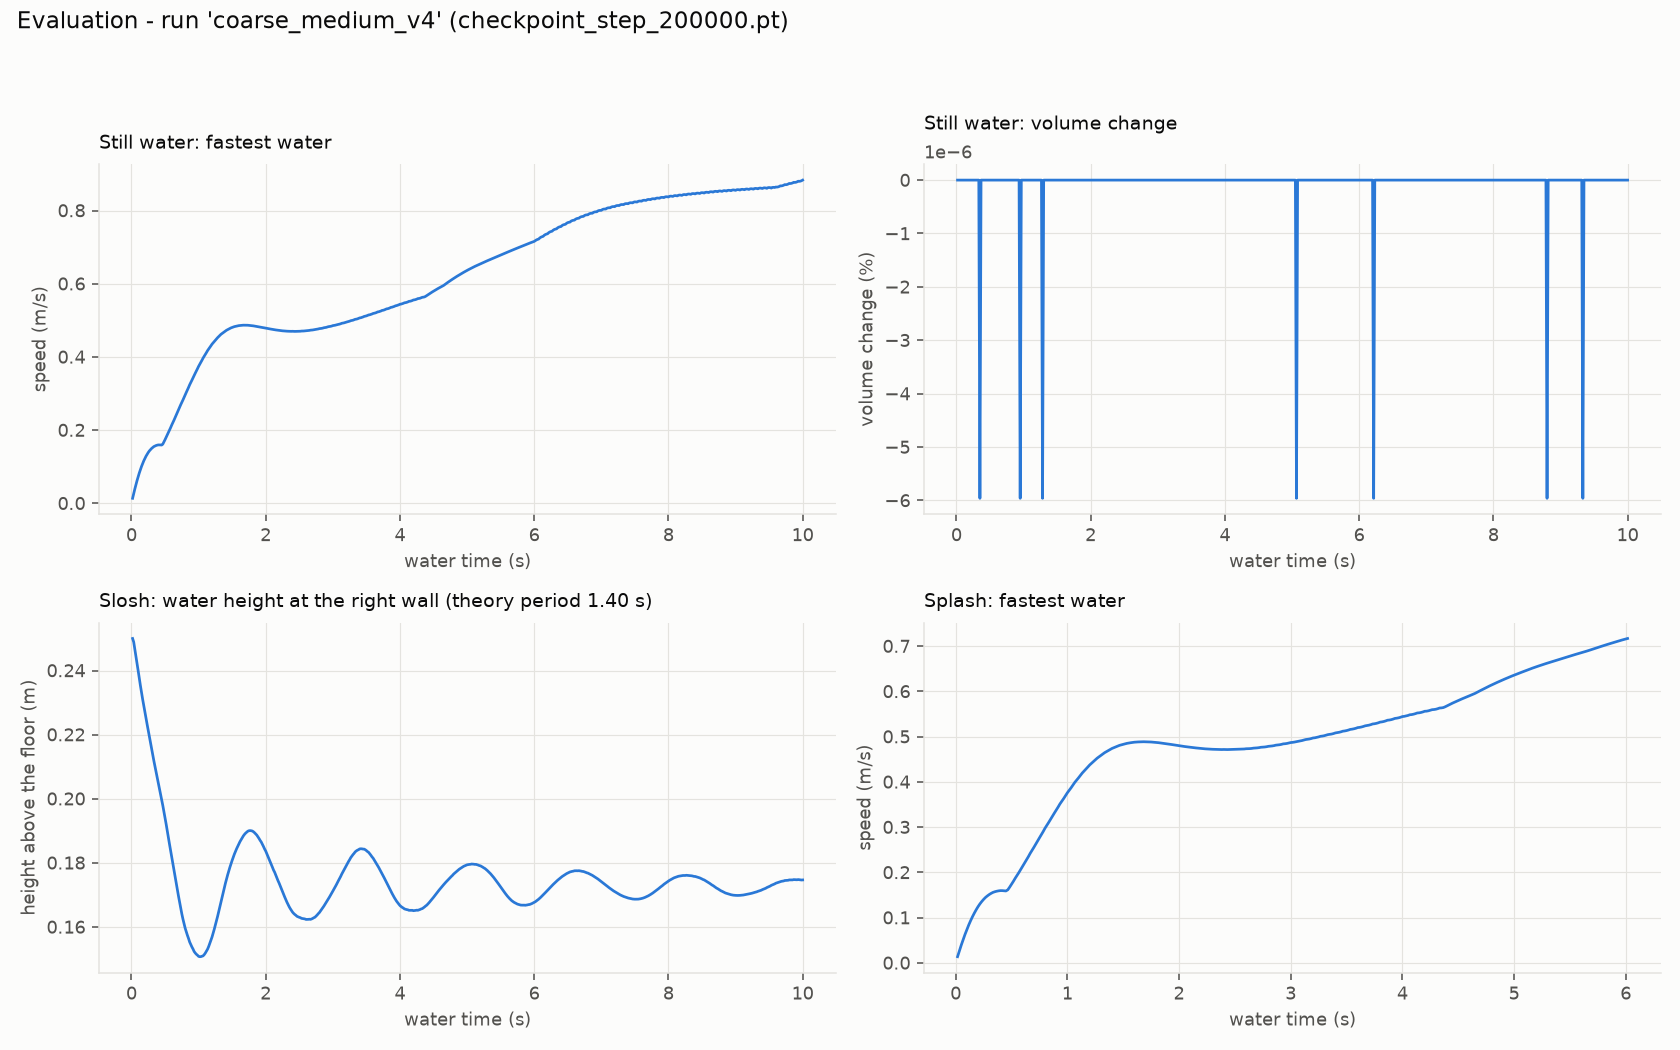 Evaluation - run 'coarse_medium_v4' (checkpoint_step_200000.pt)
Still water: fastest water
speed (m/s)
0.8
0.6
0.4
0.2
0.0
0 2 4 6 8 10
water time (s)
Still water: volume change
1e−6
volume change (%)
0
−1
−2
−3
−4
−5
−6
0 2 4 6 8 10
water time (s)
Slosh: water height at the right wall (theory period 1.40 s)
height above the floor (m)
0.24
0.22
0.20
0.18
0.16
0 2 4 6 8 10
water time (s)
Splash: fastest water
speed (m/s)
0.7
0.6
0.5
0.4
0.3
0.2
0.1
0.0
0 1 2 3 4 5 6
water time (s)